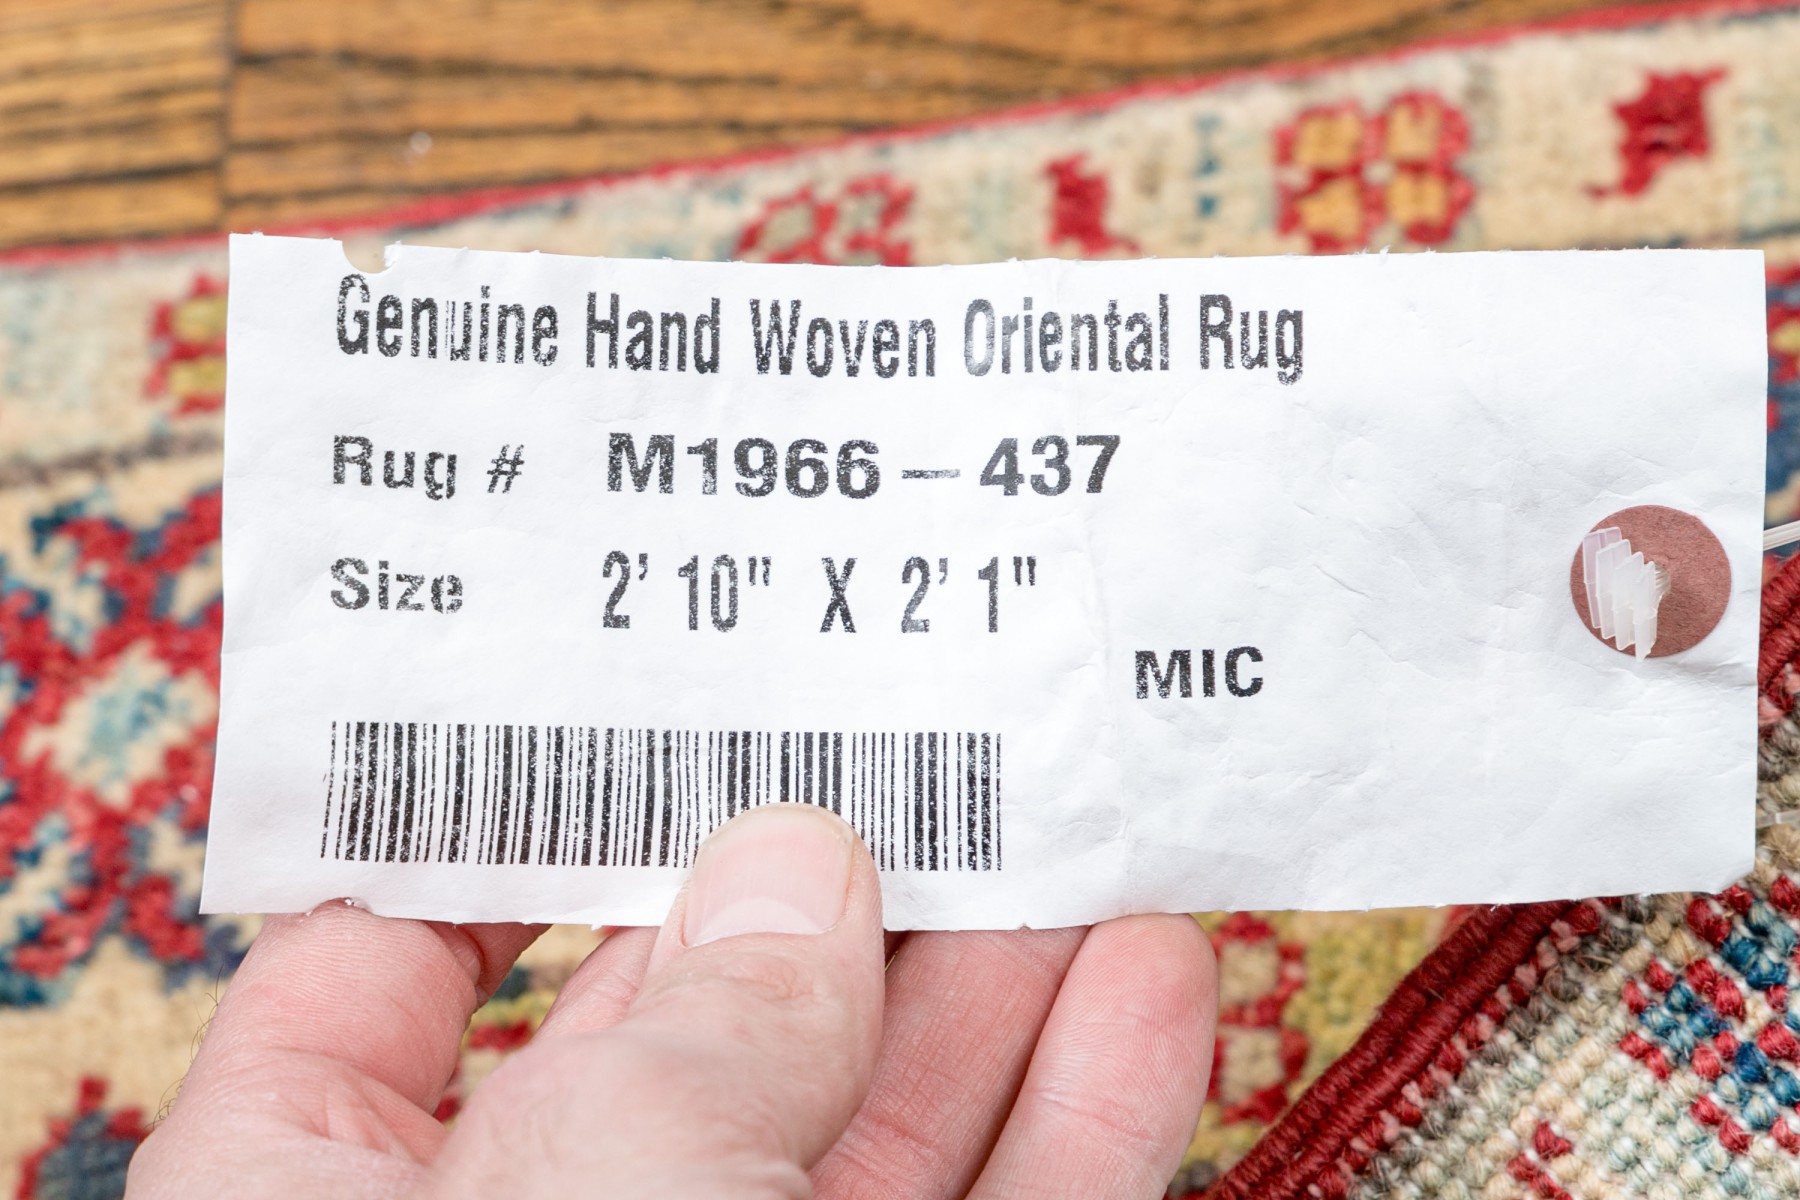 Genuine Hand Woven Oriental Rug
Rug # M1966-437
Size 2' 10" X 2' 1"
MIC